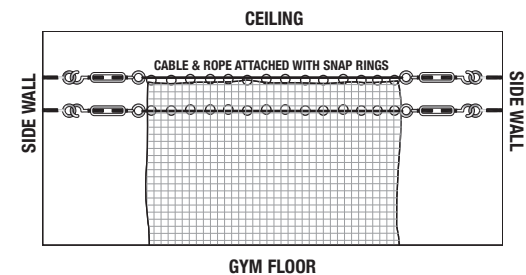 CEILING
CABLE & ROPE ATTACHED WITH SNAP RINGS
SIDE WALL
SIDE WALL
GYM FLOOR